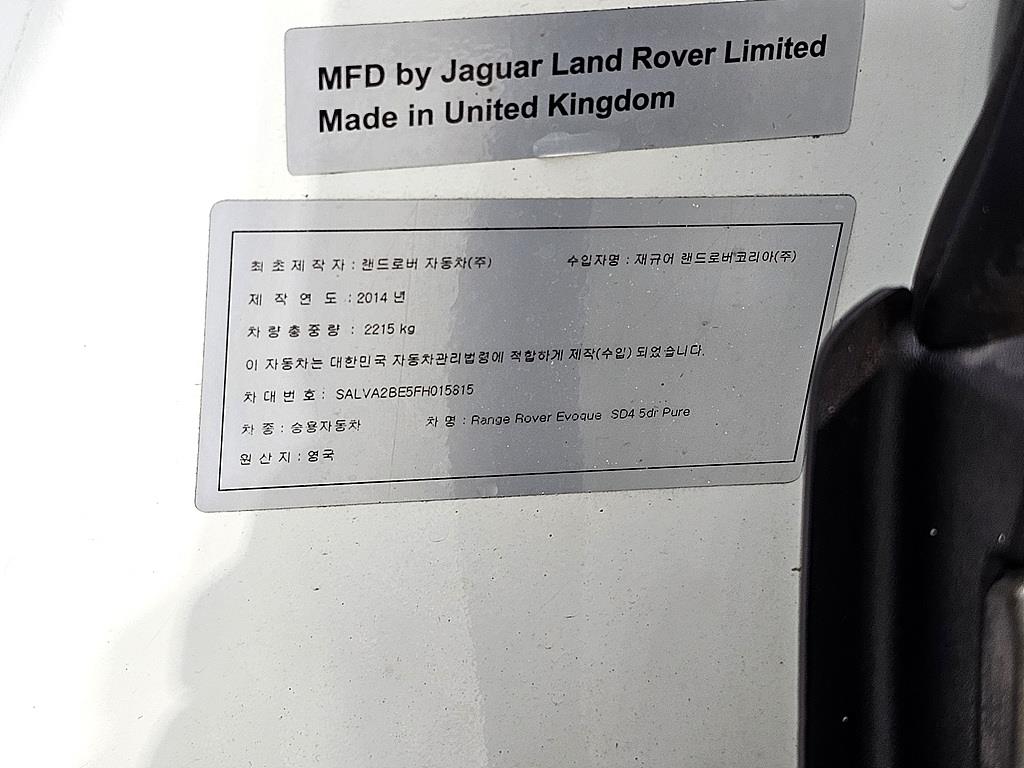 MFD by Jaguar Land Rover Limited
Made in United Kingdom
최 초 제 작 자 : 랜드로버 자동차(주) 수입자명 : 재규어 랜드로버코리아(주)
제 작 연 도 : 2014 년
차 량 총 중 량 : 2215 kg
이 자동차는 대한민국 자동차관리법령에 적합하게 제작(수입) 되었습니다.
차 대 번 호 : SALVA2BE5FH015815
차 종 : 승용자동차 차 명 : Range Rover Evoque SD4 5dr Pure
원 산 지 : 영국